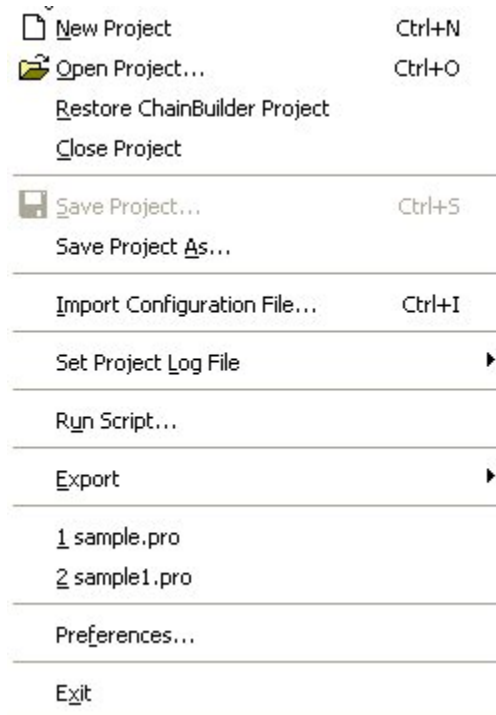 New Project Ctrl+N
Open Project... Ctrl+O
Restore ChainBuilder Project
Close Project
Save Project... Ctrl+S
Save Project As...
Import Configuration File... Ctrl+I
Set Project Log File
Run Script...
Export
1 sample.pro
2 sample1.pro
Preferences...
Exit